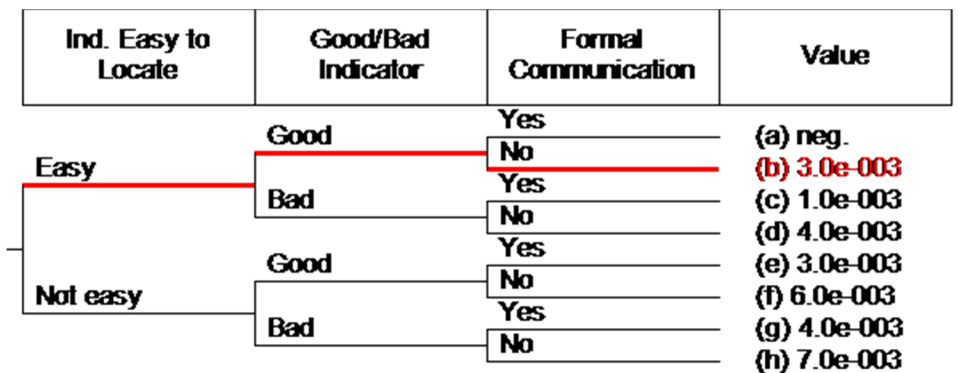 Ind. Easy to Locate
Good/Bad Indicator
Formal Communication
Value
Easy
Good
Yes
(a) neg.
No
(b) 3.0e-003
Bad
Yes
(c) 1.0e-003
No
(d) 4.0e-003
Not easy
Good
Yes
(e) 3.0e-003
No
(f) 6.0e-003
Bad
Yes
(g) 4.0e-003
No
(h) 7.0e-003